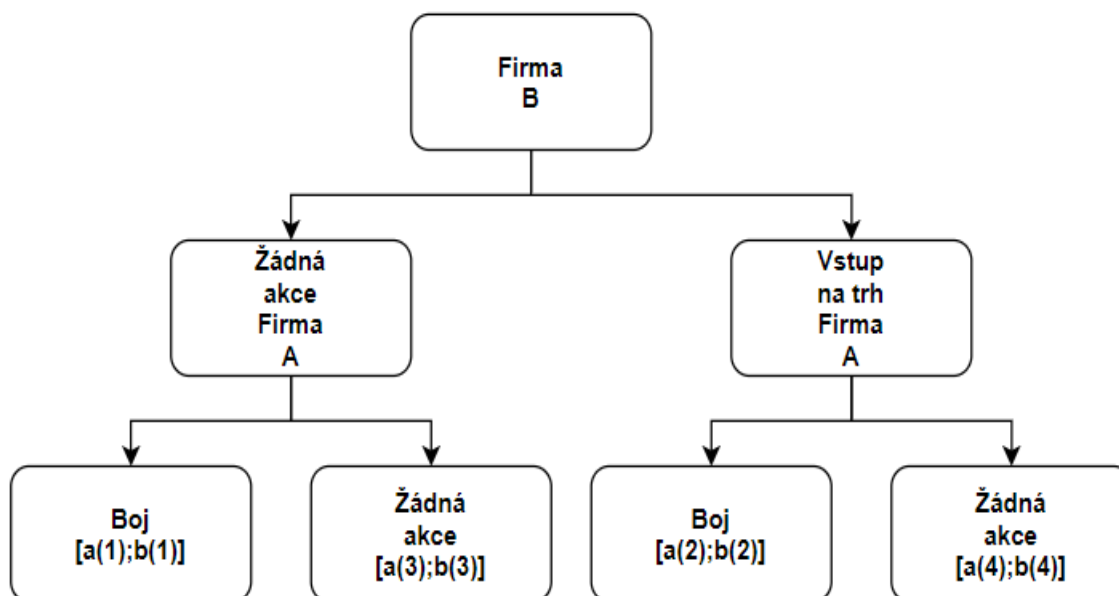 Firma
B
Žádná
akce
Firma
A
Vstup
na trh
Firma
A
Boj
[a(1);b(1)]
Žádná
akce
[a(3);b(3)]
Boj
[a(2);b(2)]
Žádná
akce
[a(4);b(4)]